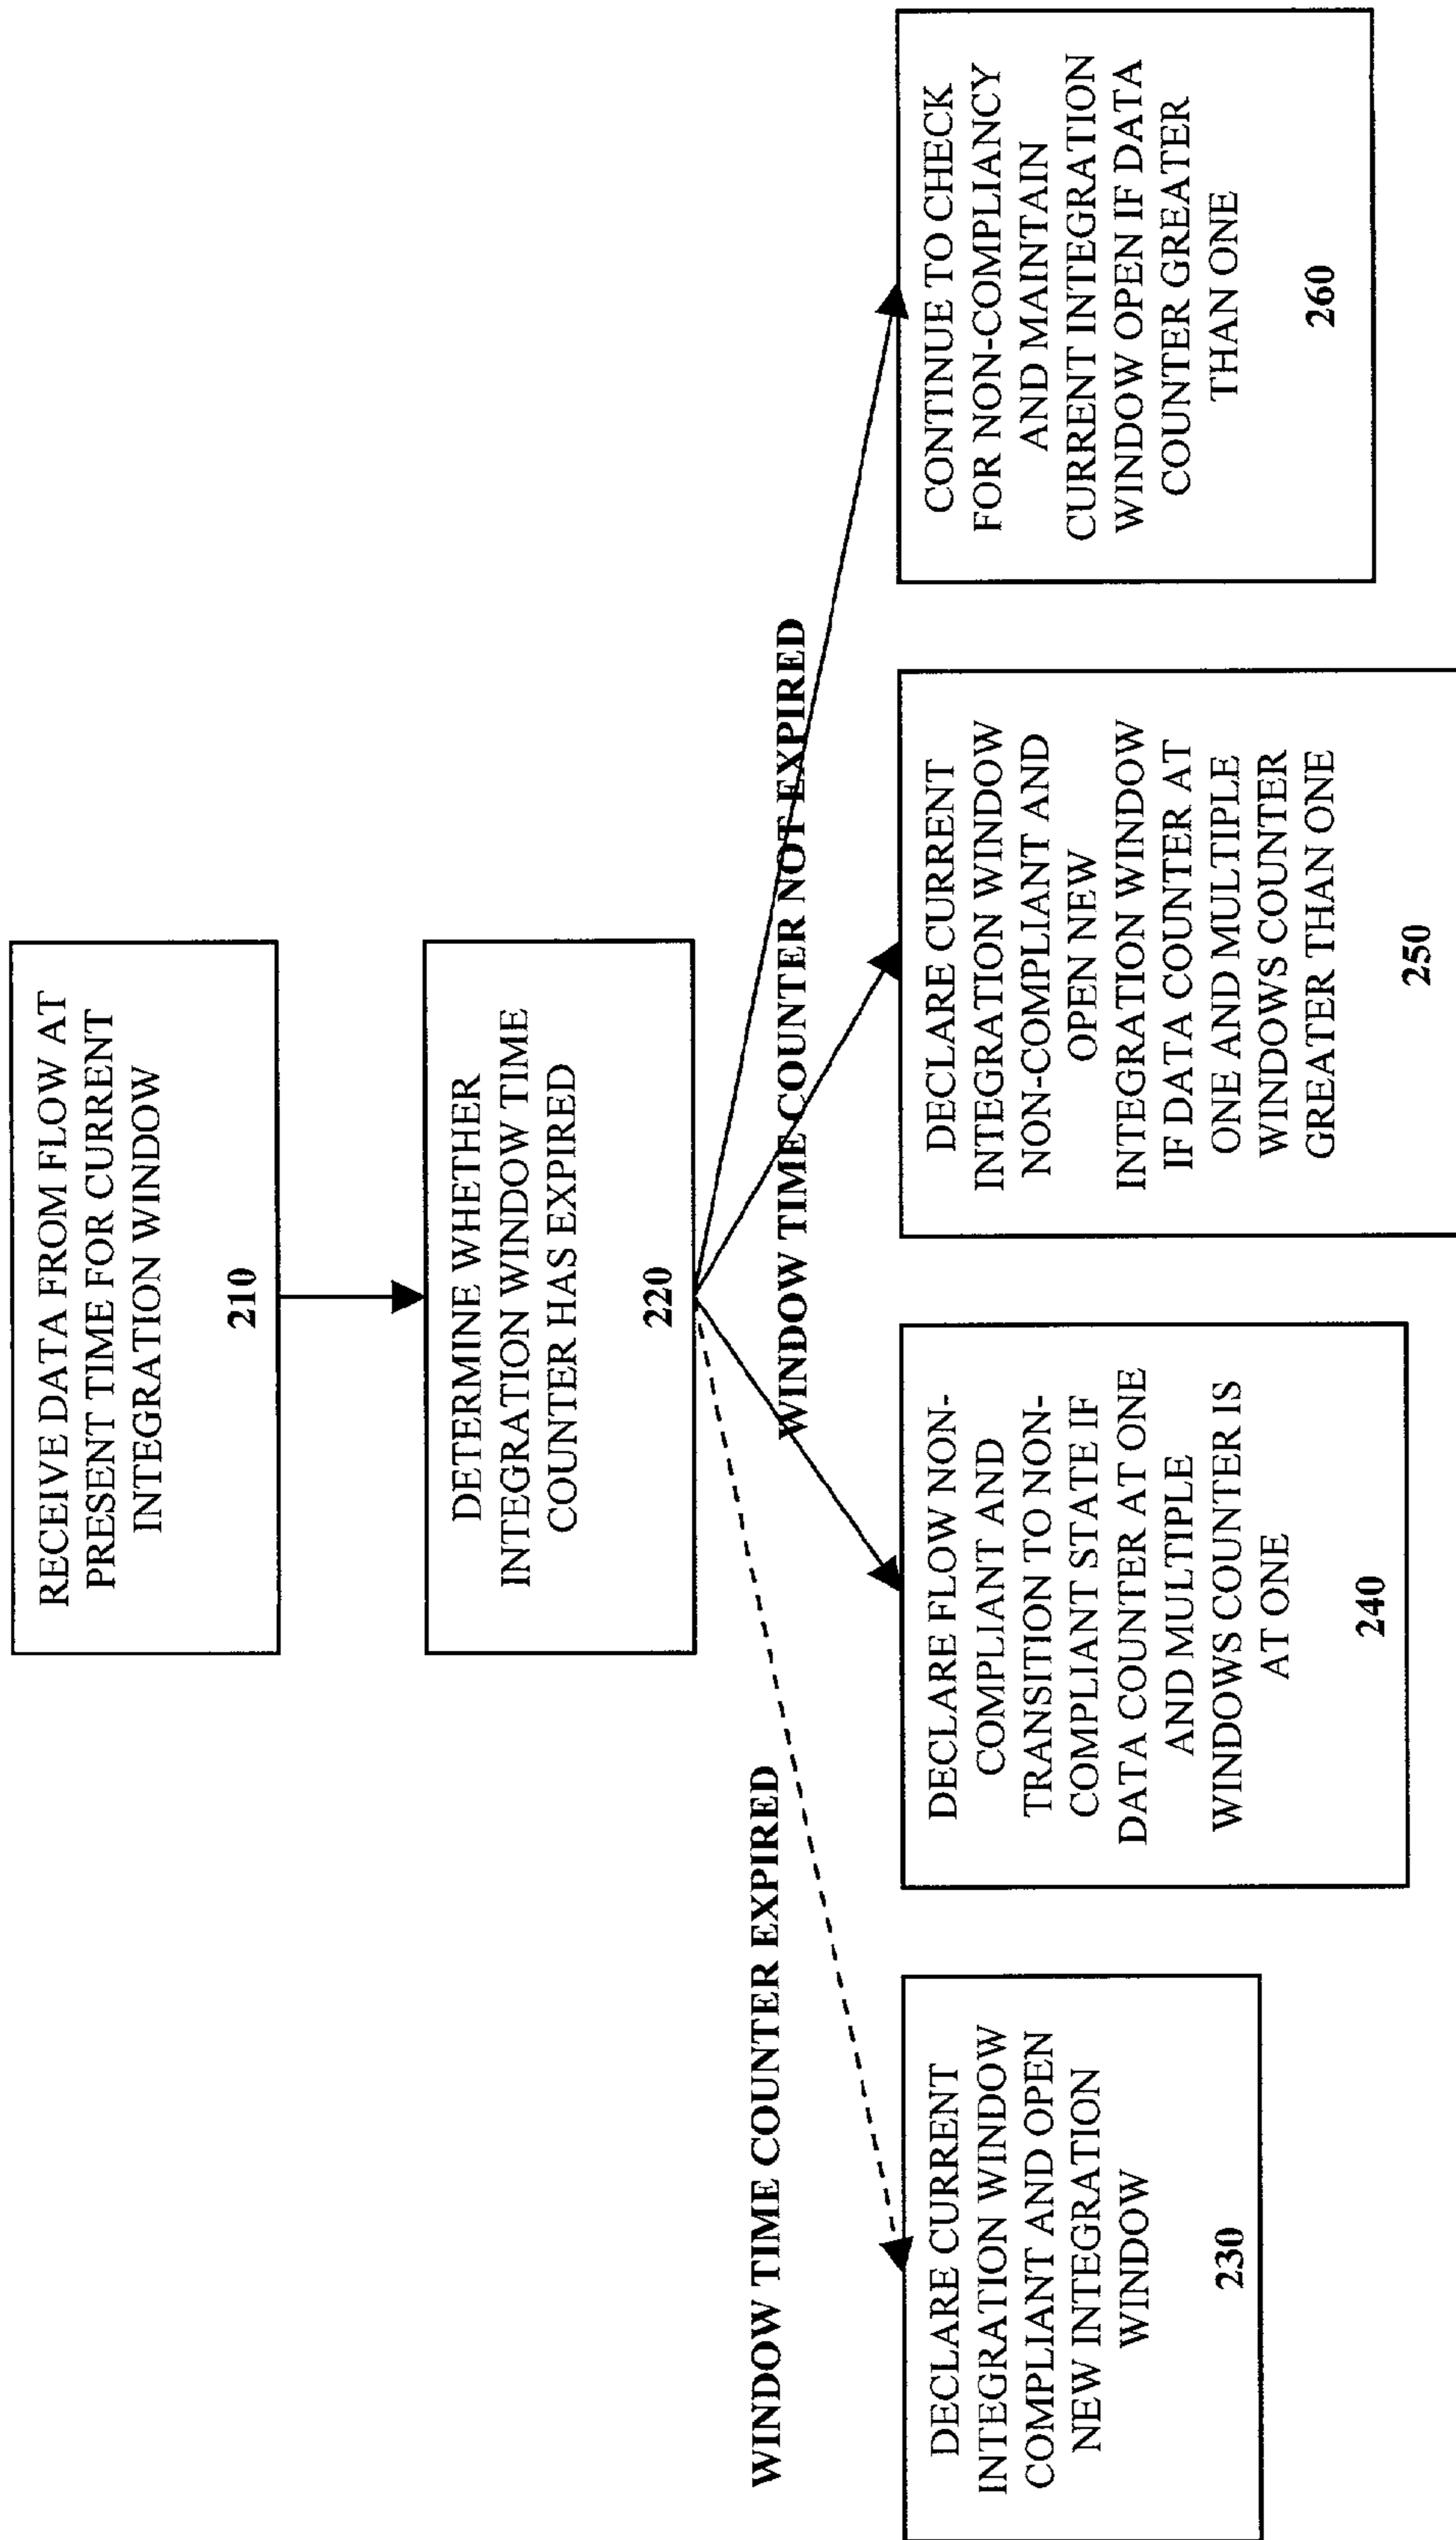 RECEIVE DATA FROM FLOW AT
PRESENT TIME FOR CURRENT
INTEGRATION WINDOW
210
DETERMINE WHETHER
INTEGRATION WINDOW TIME
COUNTER HAS EXPIRED
220
WINDOW TIME COUNTER EXPIRED
WINDOW TIME COUNTER NOT EXPIRED
DECLARE CURRENT
INTEGRATION WINDOW
COMPLIANT AND OPEN
NEW INTEGRATION
WINDOW
230
DECLARE FLOW NON-
COMPLIANT AND
TRANSITION TO NON-
COMPLIANT STATE IF
DATA COUNTER AT ONE
AND MULTIPLE
WINDOWS COUNTER IS
AT ONE
240
DECLARE CURRENT
INTEGRATION WINDOW
NON-COMPLIANT AND
OPEN NEW
INTEGRATION WINDOW
IF DATA COUNTER AT
ONE AND MULTIPLE
WINDOWS COUNTER
GREATER THAN ONE
250
CONTINUE TO CHECK
FOR NON-COMPLIANCY
AND MAINTAIN
CURRENT INTEGRATION
WINDOW OPEN IF DATA
COUNTER GREATER
THAN ONE
260